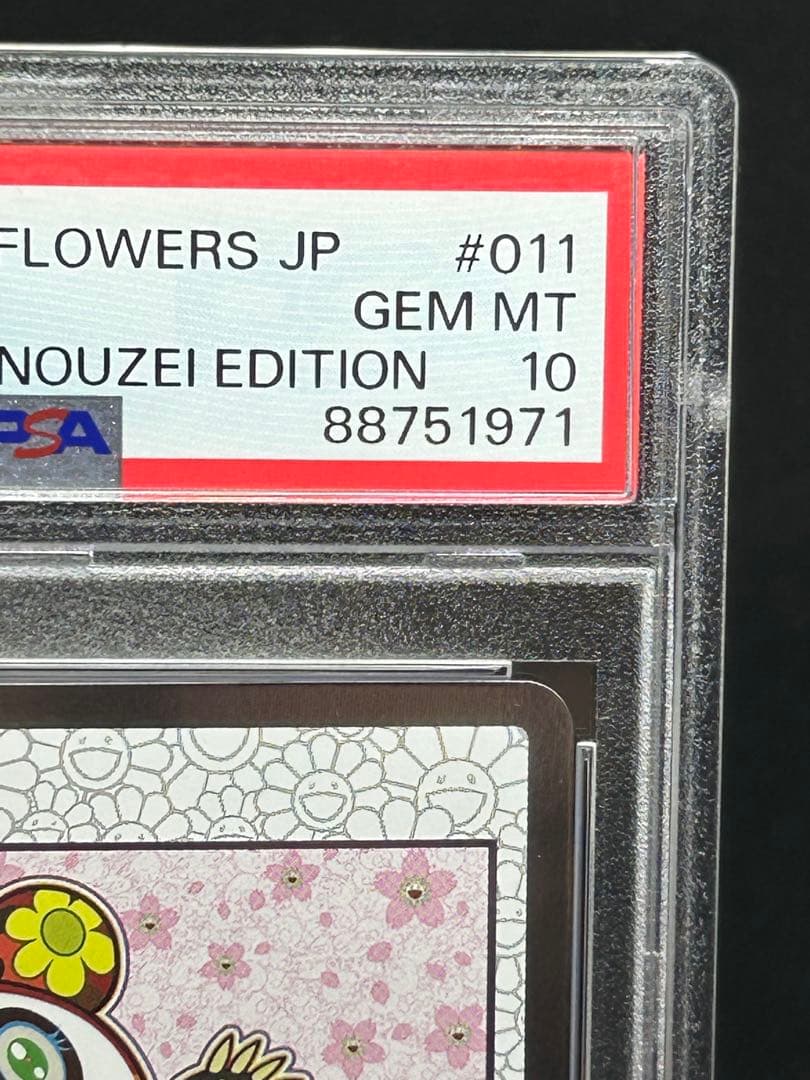 FLOWERS JP #011
GEM MT
NOUZEI EDITION 10
PSA 88751971